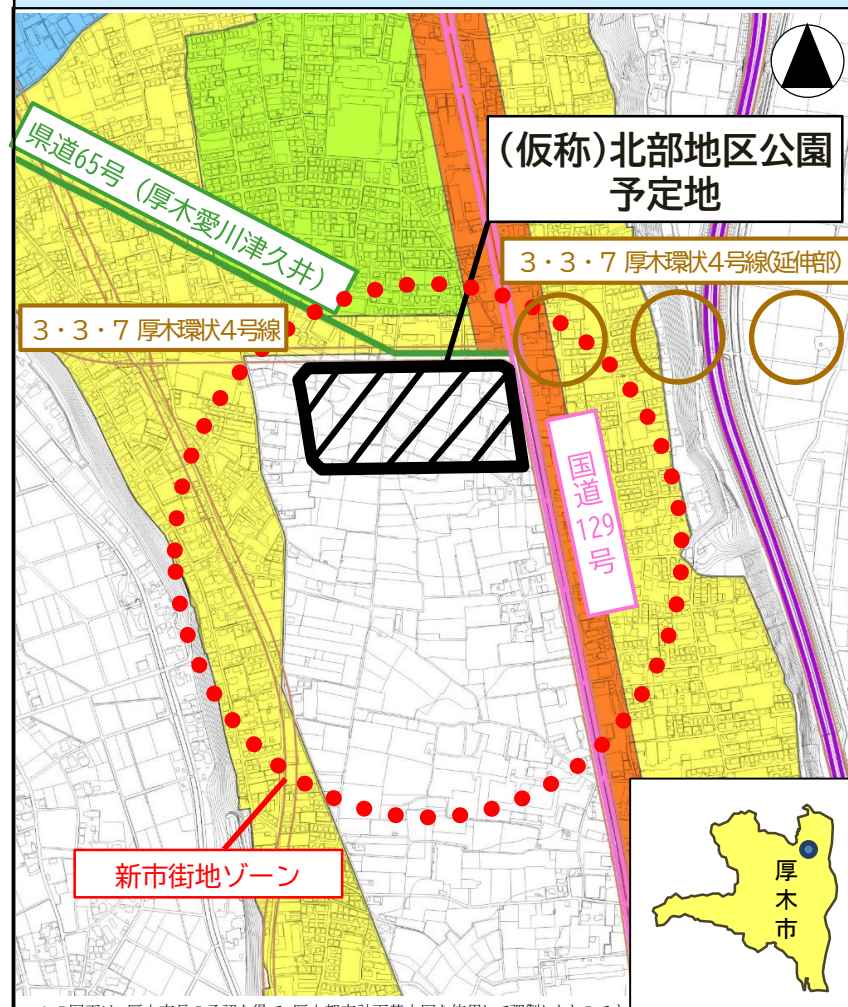 県道65号（厚木愛川津久井）
(仮称)北部地区公園
予定地
３・３・７ 厚木環状４号線(延伸部)
３・３・７ 厚木環状４号線
国道129号
新市街地ゾーン
厚木市